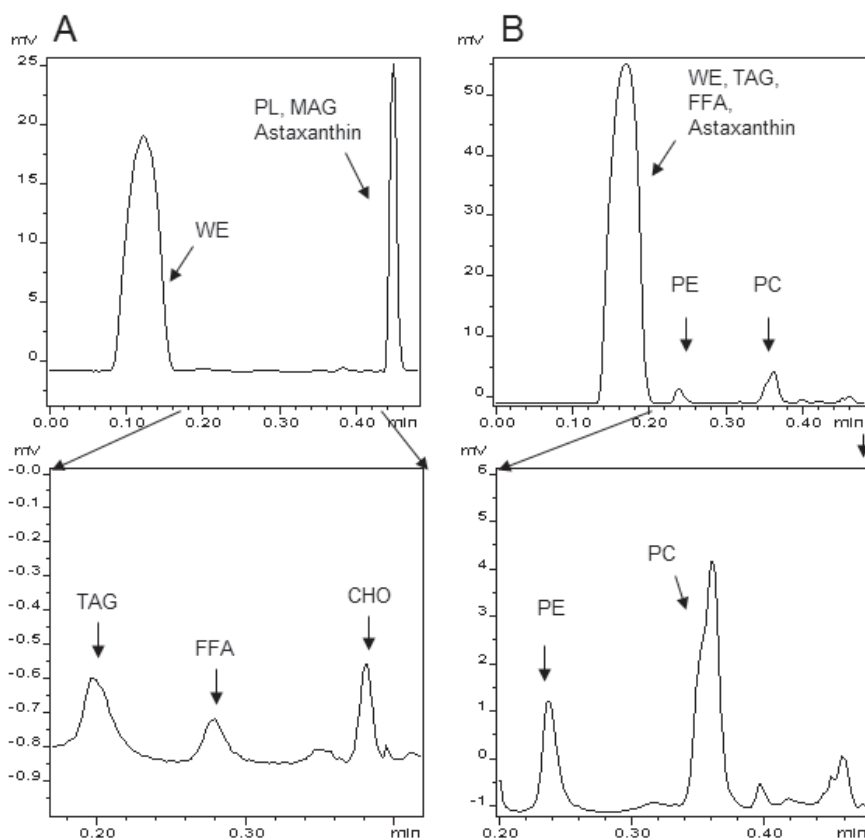 A
mV
25
20
15
10
5
0
0.00
0.10
0.20
0.30
0.40
min
PL, MAG
Astaxanthin
WE
B
mV
50
40
30
20
10
0
0.00
0.10
0.20
0.30
0.40
min
WE, TAG,
FFA,
Astaxanthin
PE
PC
mV
-0.0
-0.1
-0.2
-0.3
-0.4
-0.5
-0.6
-0.7
-0.8
-0.9
0.20
0.30
min
TAG
FFA
CHO
mV
6
5
4
3
2
1
0
-1
0.20
0.30
0.40
min
PE
PC